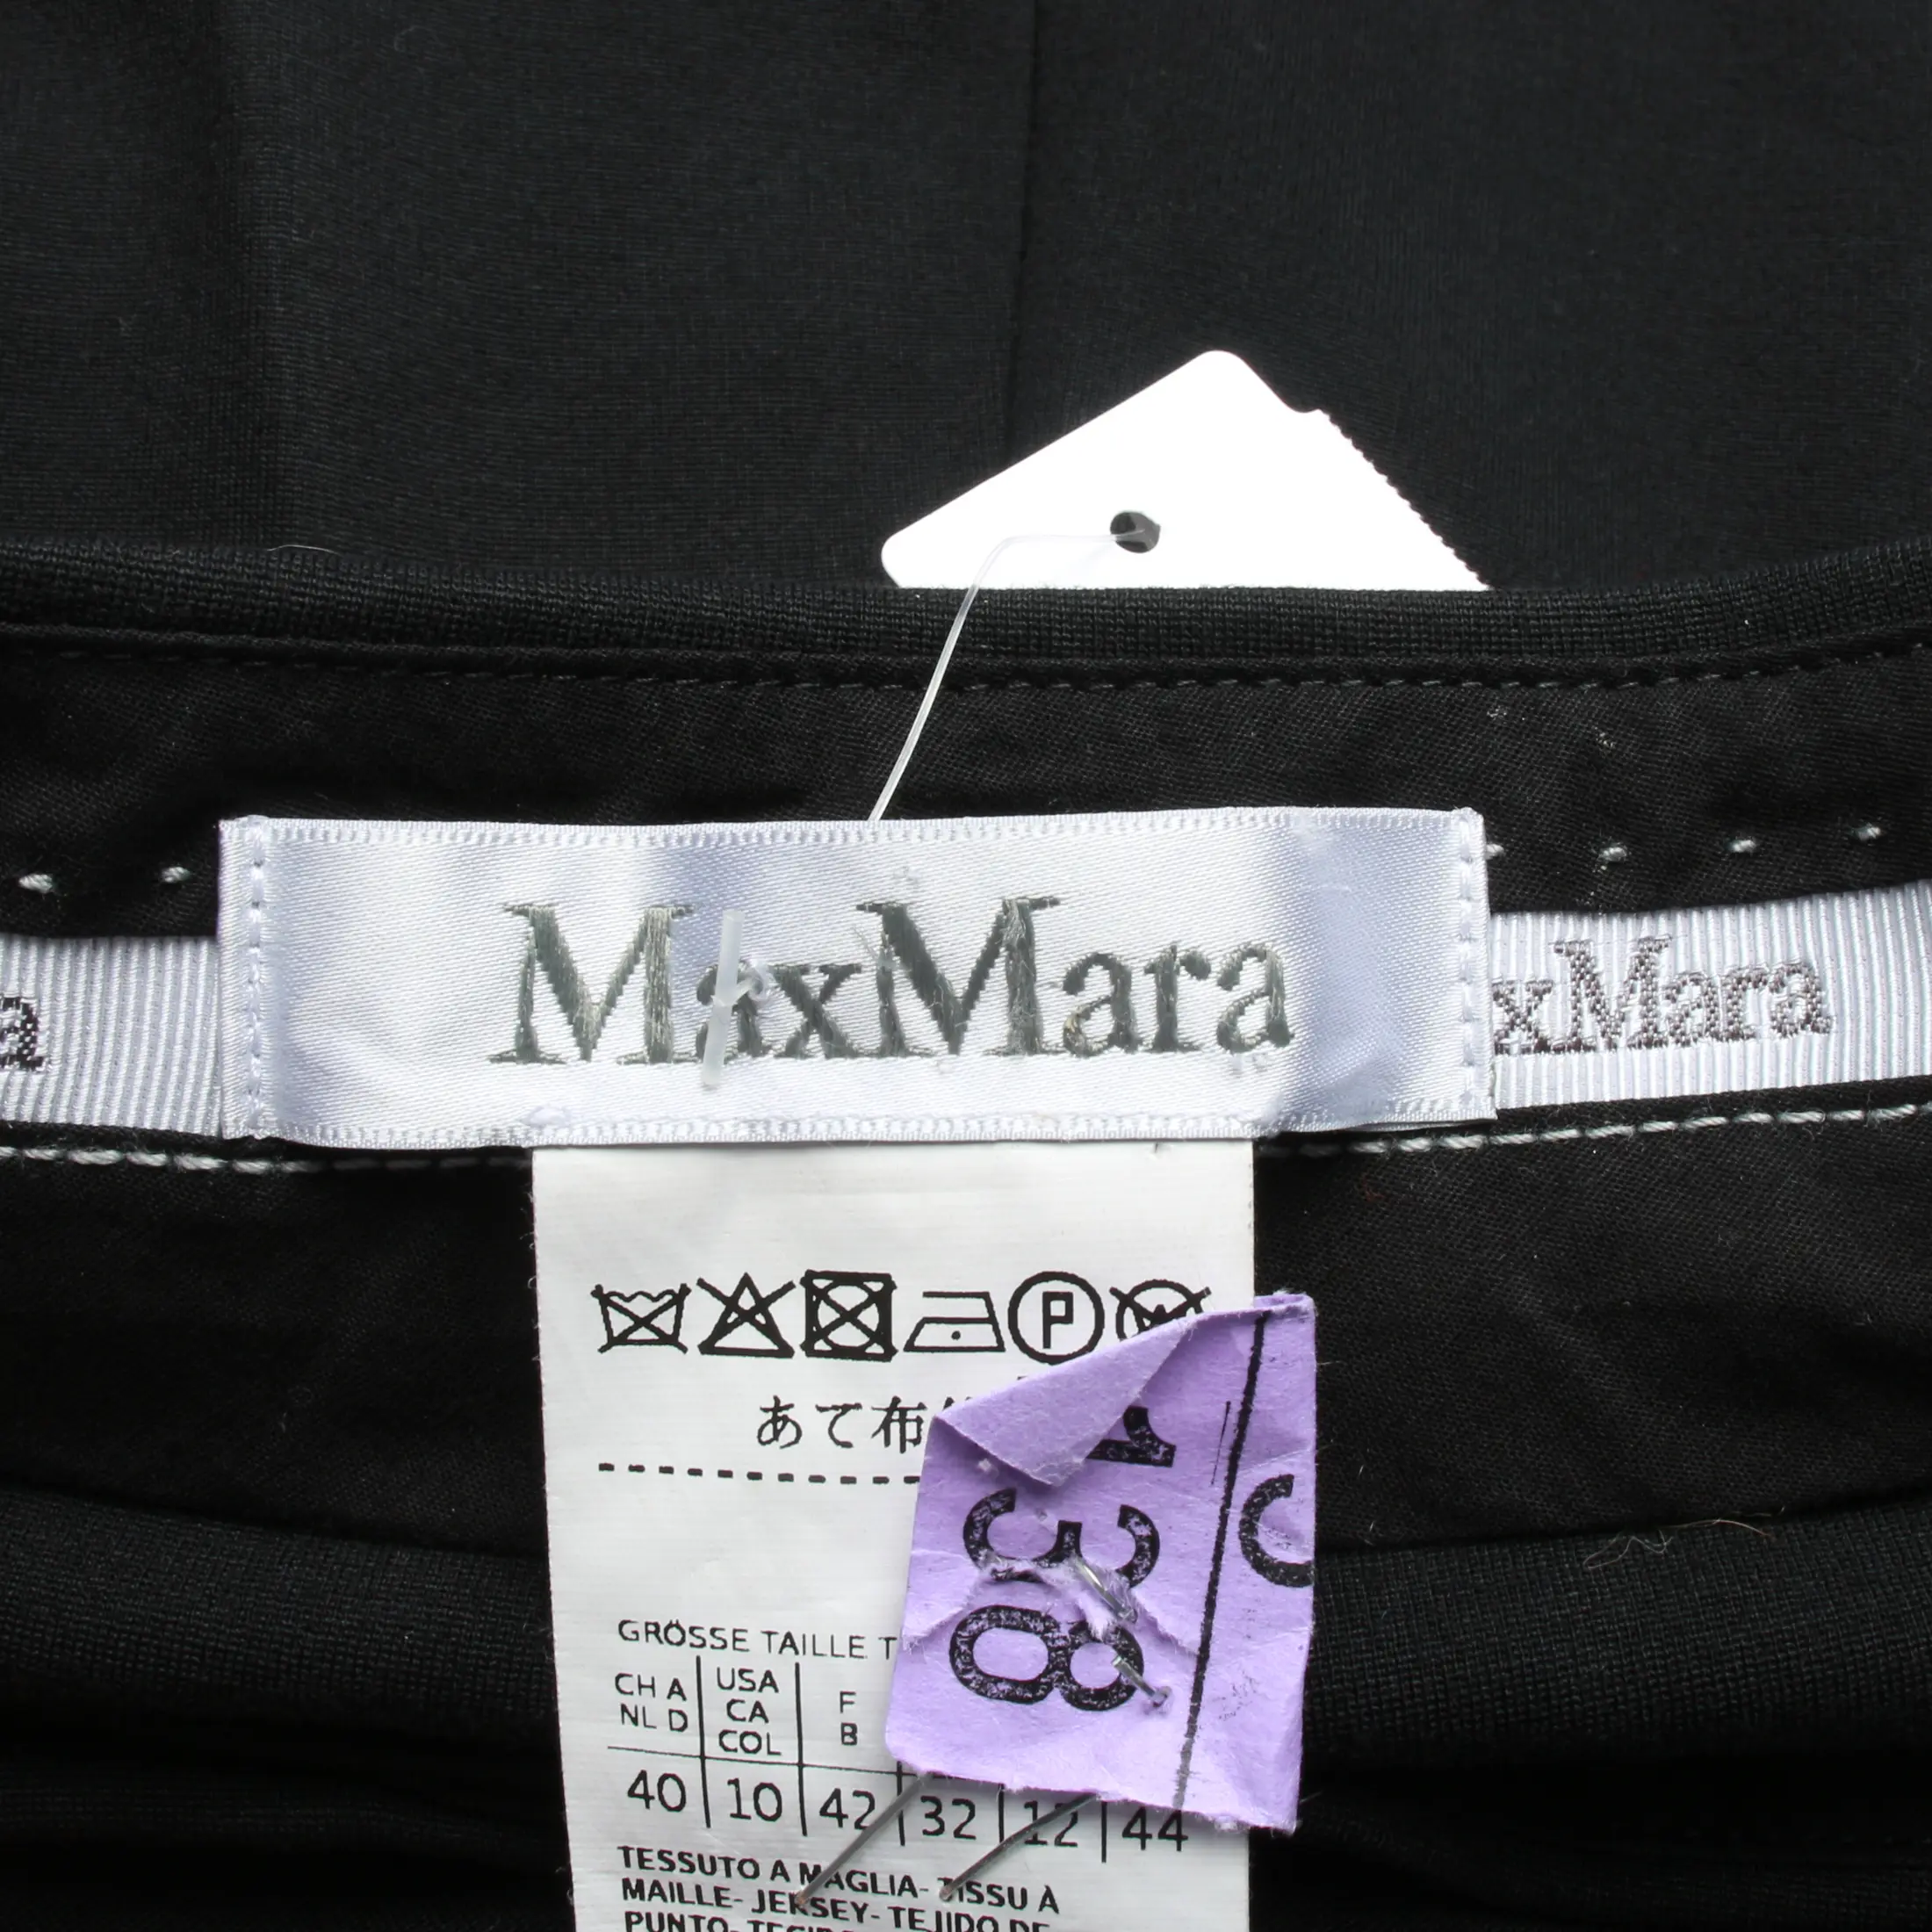 MaxMara
xMara
a
P
あて布
GRÖSSE TAILLE T
CH A
NL D
USA
CA
COL
F
B
40 10 42 32 12 44
TESSUTO A MAGLIA- TISSU À
MAILLE- JERSEY- TEJIDO DE
PUNTO-
38